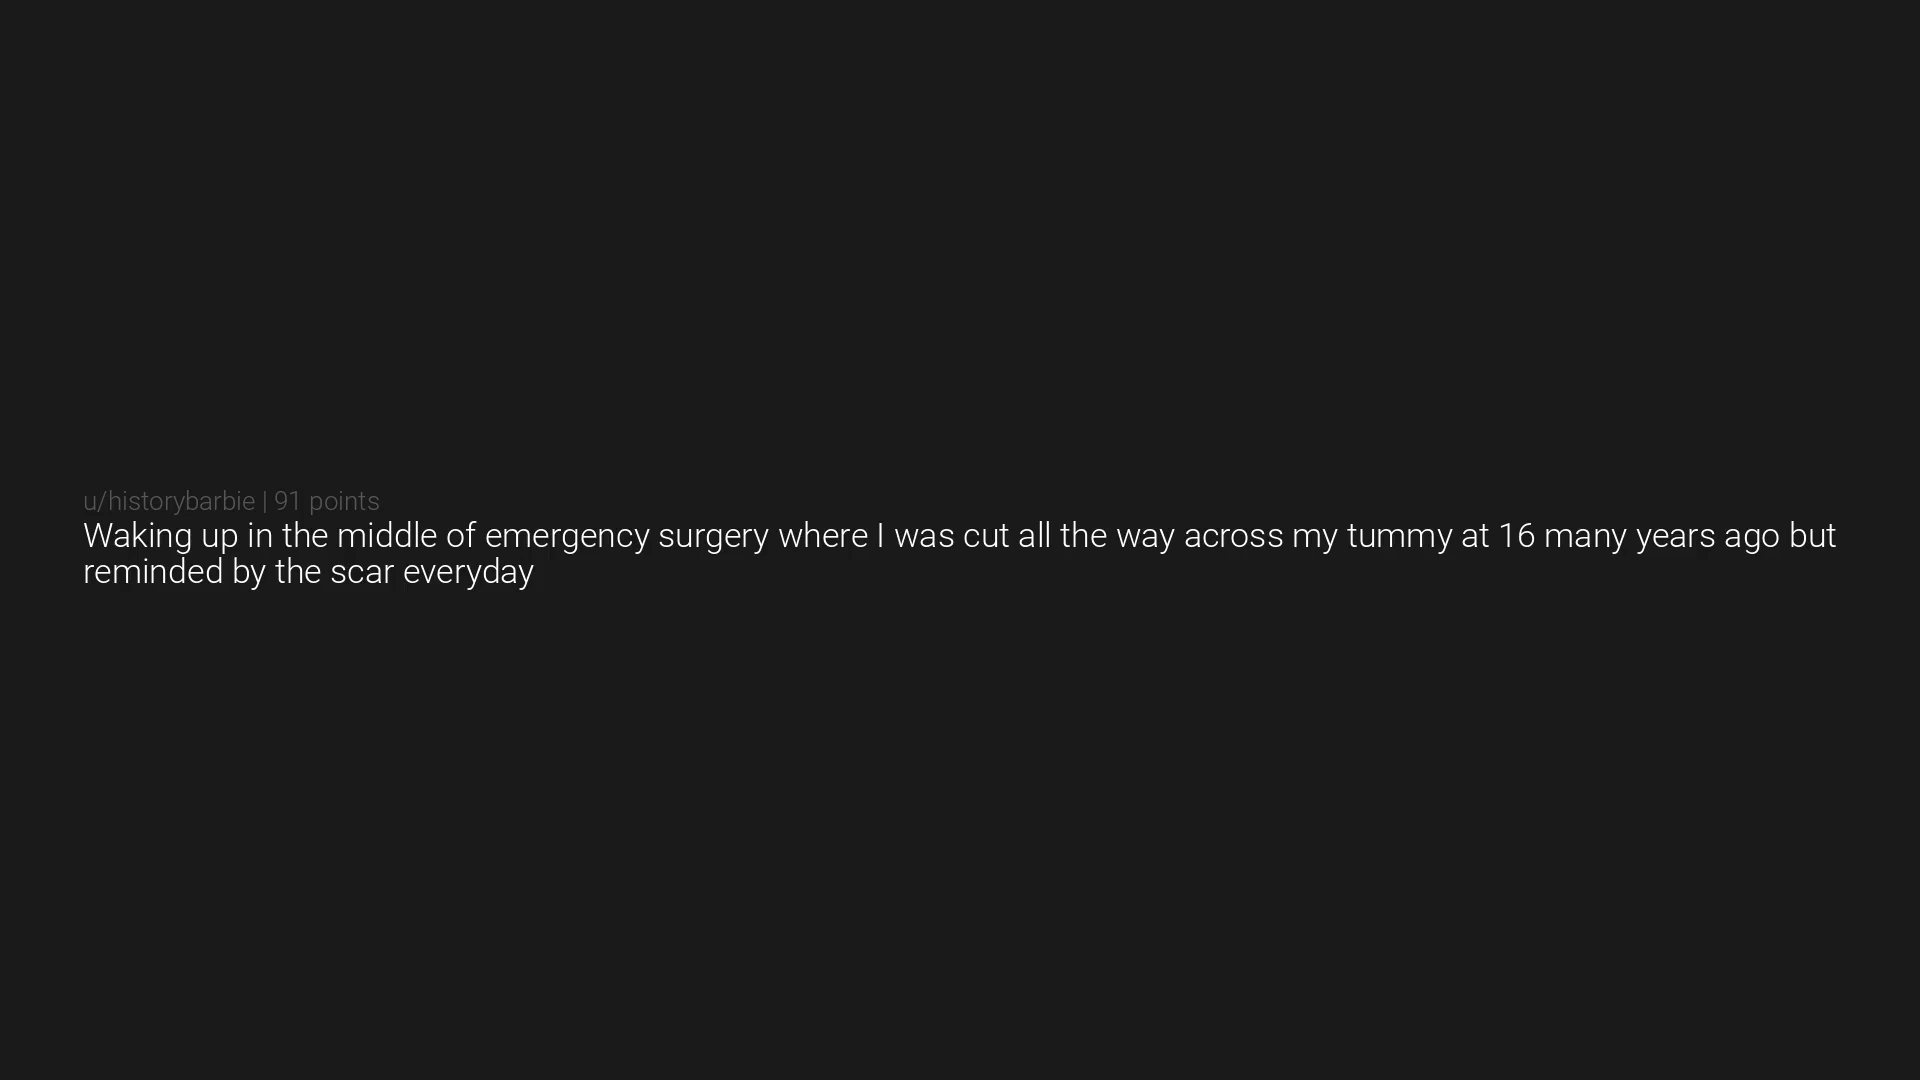 u/historybarbie | 91 points
Waking up in the middle of emergency surgery where I was cut all the way across my tummy at 16 many years ago but
reminded by the scar everyday